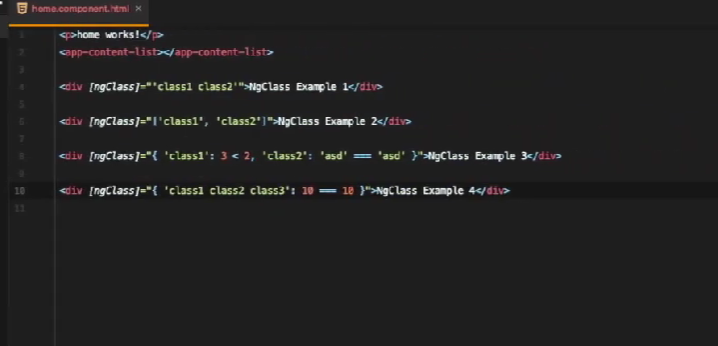 home.component.html ×
1 <p>home works!</p>
2 <app-content-list></app-content-list>
3
4 <div [ngClass]="'class1 class2'">NgClass Example 1</div>
5
6 <div [ngClass]="['class1', 'class2']">NgClass Example 2</div>
7
8 <div [ngClass]="{ 'class1': 3 < 2, 'class2': 'asd' === 'asd' }">NgClass Example 3</div>
9
10 <div [ngClass]="{ 'class1 class2 class3': 10 === 10 }">NgClass Example 4</div>
11